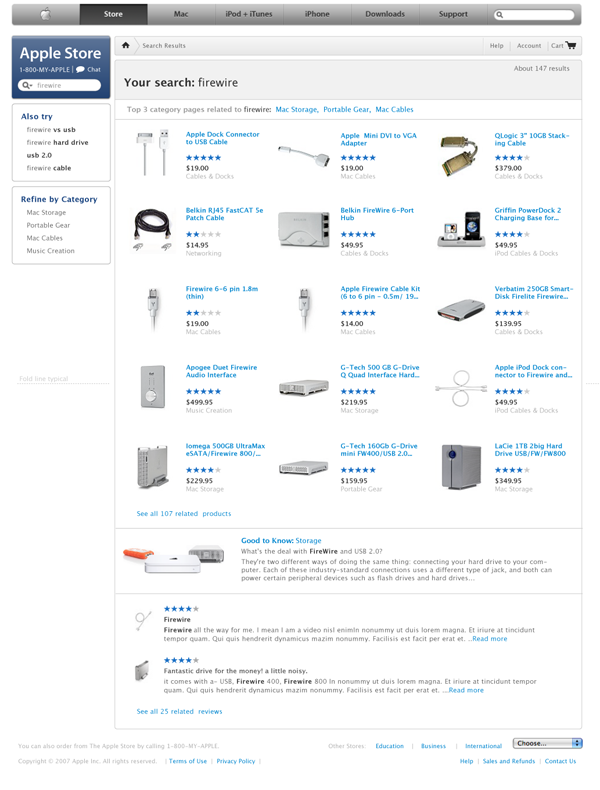 Store Mac iPod + iTunes iPhone Downloads Support
Apple Store
1-800-MY-APPLE Chat
firewire
Search Results
Help Account Cart
About 147 results
Your search: firewire
Top 3 category pages related to firewire: Mac Storage, Portable Gear, Mac Cables
Also try
firewire vs usb
firewire hard drive
usb 2.0
firewire cable
Refine by Category
Mac Storage
Portable Gear
Mac Cables
Music Creation
Apple Dock Connector
to USB Cable
$19.00
Cables & Docks
Apple Mini DVI to VGA
Adapter
$19.00
Mac Cables
QLogic 3" 10GB Stack-
ing Cable
$379.00
Cables & Docks
Belkin RJ45 FastCAT 5e
Patch Cable
$14.95
Networking
Belkin FireWire 6-Port
Hub
$49.95
Cables & Docks
Griffin PowerDock 2
Charging Base for...
$49.95
iPod Cables & Docks
Firewire 6-6 pin 1.8m
(thin)
$19.00
Mac Cables
Apple Firewire Cable Kit
(6 to 6 pin - 0.5m/ 19...
$14.00
Mac Cables
Verbatim 250GB Smart-
Disk Firelite Firewire...
$139.95
Cables & Docks
Fold line typical
Apogee Duet Firewire
Audio Interface
$499.95
Music Creation
G-Tech 500 GB G-Drive
Q Quad Interface Hard...
$219.95
Mac Storage
Apple iPod Dock con-
nector to Firewire and...
$49.95
iPod Cables & Docks
Iomega 500GB UltraMax
eSATA/Firewire 800/...
$229.95
Mac Storage
G-Tech 160Gb G-Drive
mini FW400/USB 2.0...
$159.95
Portable Gear
LaCie 1TB 2big Hard
Drive USB/FW/FW800
$349.95
Mac Storage
See all 107 related products
Good to Know: Storage
What's the deal with FireWire and USB 2.0?
They're two different ways of doing the same thing: connecting your hard drive to your com-
puter. Each of these industry-standard connections uses a different type of jack, and both can
power certain peripheral devices such as flash drives and hard drives...
Firewire
Firewire all the way for me. I mean I am a video nisl enimln nonummy ut duis lorem magna. Et iriure at tincidunt
tempor quam. Qui quis hendrerit dynamicus mazim nonummy. Facilisis est facit per erat et. ..Read more
Fantastic drive for the money! a little noisy.
it comes with a- USB, Firewire 400, Firewire 800 In nonummy ut duis lorem magna. Et iriure at tincidunt tempor
quam. Qui quis hendrerit dynamicus mazim nonummy. Facilisis est facit per erat et. ...Read more
See all 25 related reviews
You can also order from The Apple Store by calling 1-800-MY-APPLE.
Other Stores: Education | Business | International Choose...
Copyright © 2007 Apple Inc. All rights reserved. | Terms of Use | Privacy Policy |
Help | Sales and Refunds | Contact Us